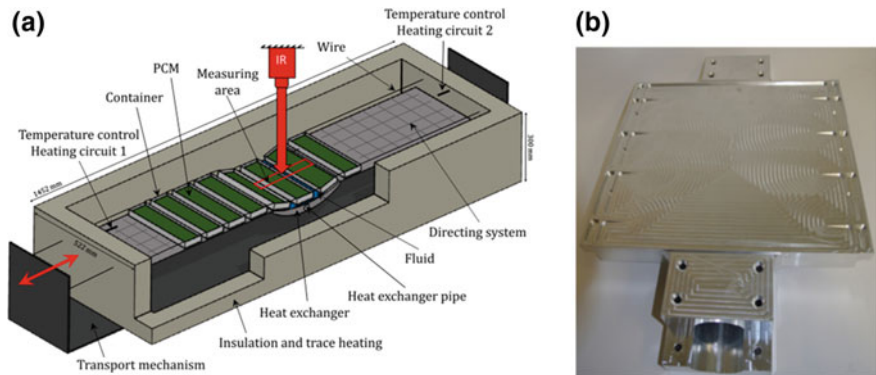 (a)
Temperature control
Heating circuit 2
Wire
IR
PCM
Measuring
area
Container
Temperature control
Heating circuit 1
1452 mm
300 mm
522 mm
Directing system
Fluid
Heat exchanger pipe
Heat exchanger
Insulation and trace heating
Transport mechanism
(b)